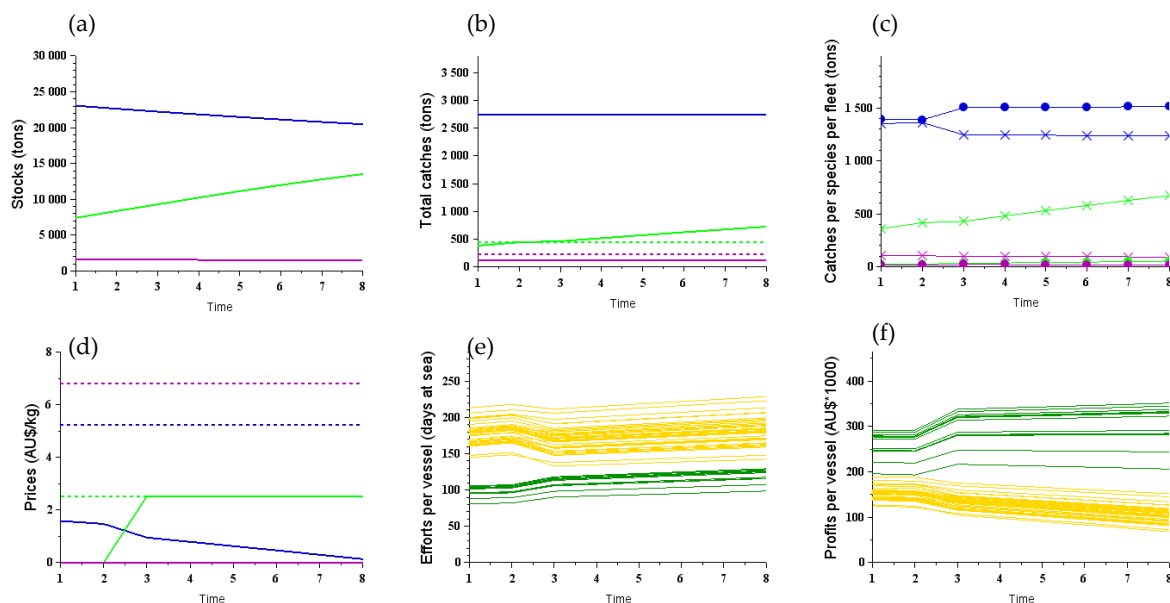 (a)
(b)
(c)
Stocks (tons)
30 000
25 000
20 000
15 000
10 000
5 000
0
1 2 3 4 5 6 7 8
Time
Total catches (tons)
3 500
3 000
2 500
2 000
1 500
1 000
500
0
1 2 3 4 5 6 7 8
Time
Catches per species per fleet (tons)
1 500
1 000
500
0
1 2 3 4 5 6 7 8
Time
(d)
(e)
(f)
Prices (AU$/kg)
8
6
4
2
0
1 2 3 4 5 6 7 8
Time
Efforts per vessel (days at sea)
250
200
150
100
50
0
1 2 3 4 5 6 7 8
Time
Profits per vessel (AU$*1000)
400
300
200
100
0
1 2 3 4 5 6 7 8
Time